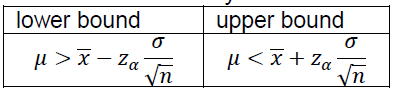 lower bound	upper bound
μ > x̄ − z_α σ/√n	μ < x̄ + z_α σ/√n